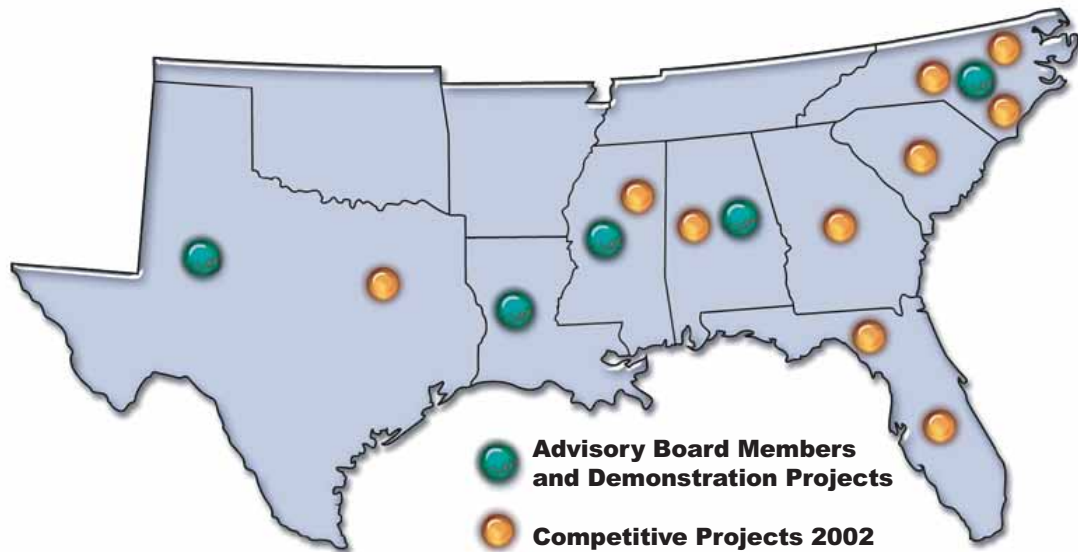 Advisory Board Members
and Demonstration Projects
Competitive Projects 2002